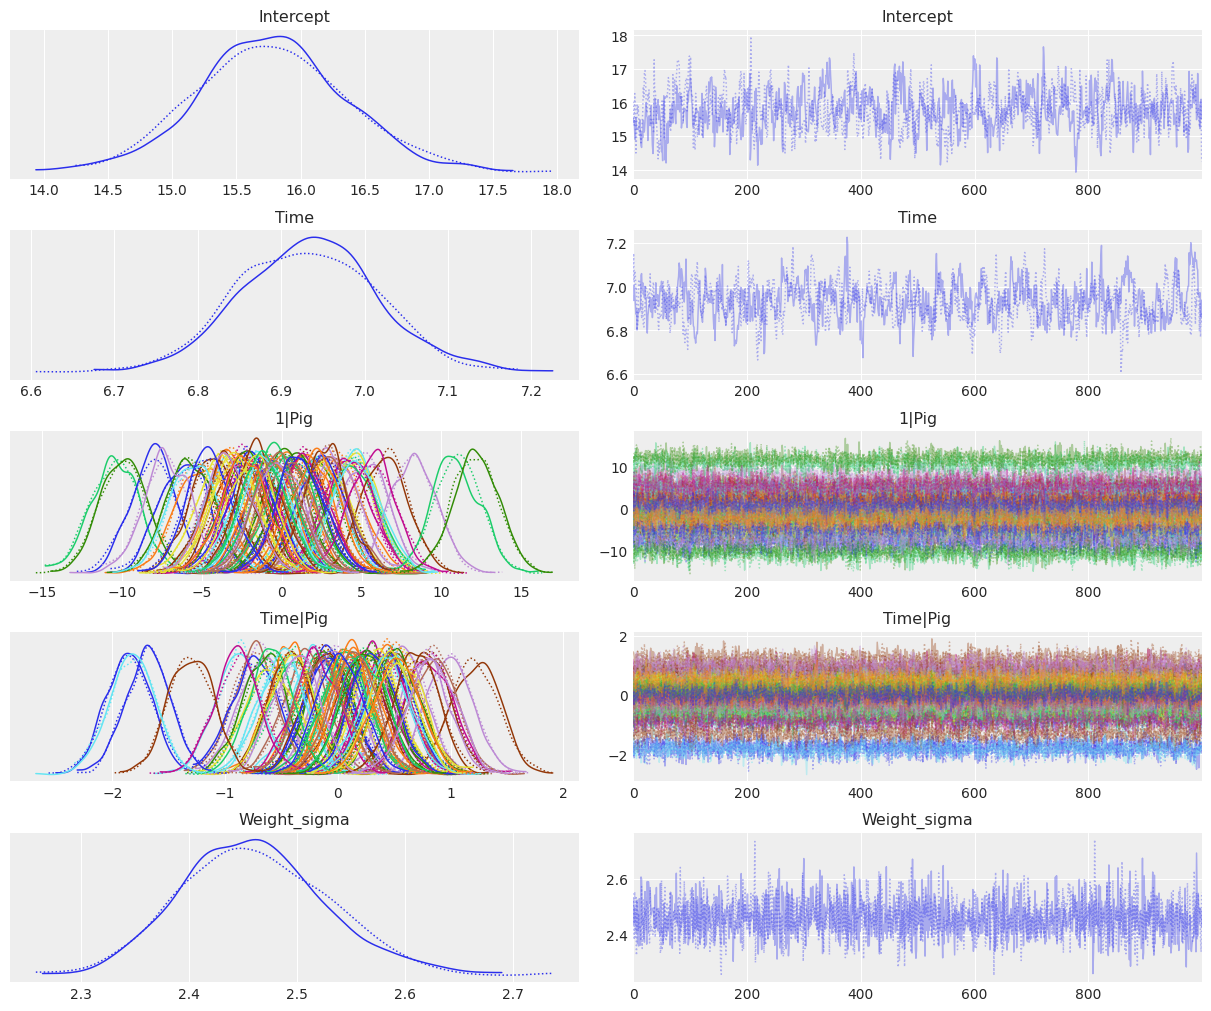 Intercept
Intercept
18
17
16
15
14
14.0 14.5 15.0 15.5 16.0 16.5 17.0 17.5 18.0
0 200 400 600 800
Time
Time
7.2
7.0
6.8
6.6
6.6 6.7 6.8 6.9 7.0 7.1 7.2
0 200 400 600 800
1|Pig
1|Pig
10
0
−10
−15 −10 −5 0 5 10 15
0 200 400 600 800
Time|Pig
Time|Pig
2
0
−2
−2 −1 0 1 2
0 200 400 600 800
Weight_sigma
Weight_sigma
2.6
2.4
2.3 2.4 2.5 2.6 2.7
0 200 400 600 800